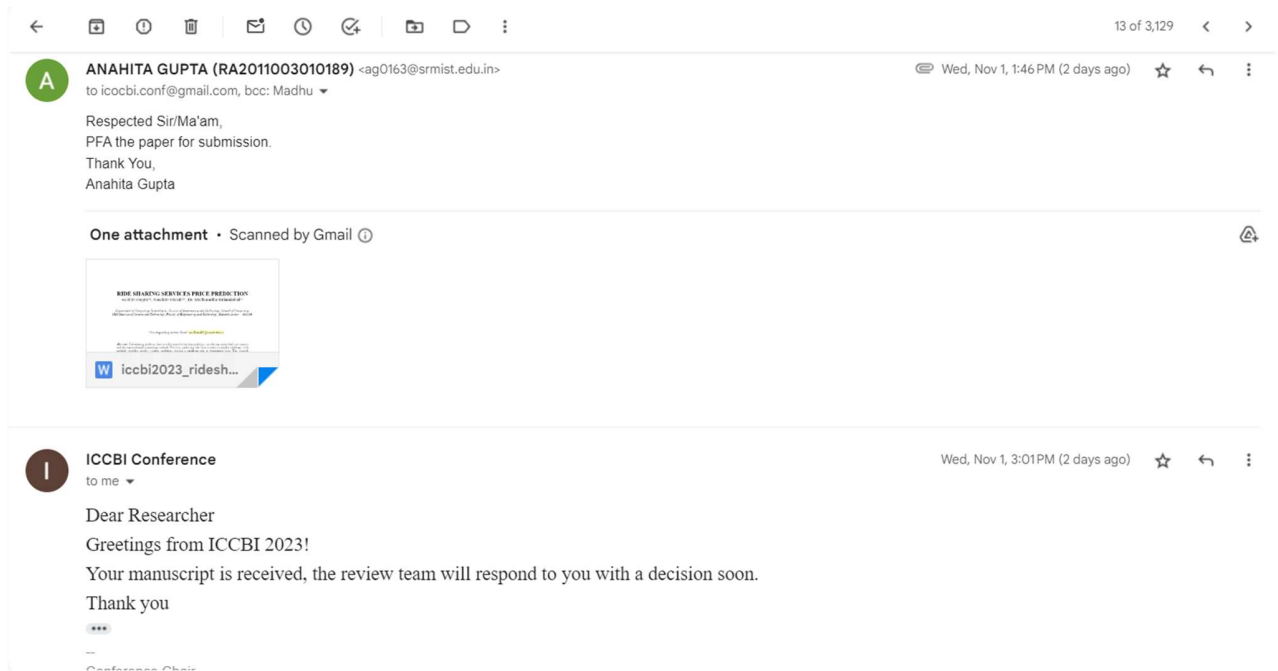 13 of 3,129
A
ANAHITA GUPTA (RA2011003010189) <ag0163@srmist.edu.in>
Wed, Nov 1, 1:46 PM (2 days ago)
to icocbi.conf@gmail.com, bcc: Madhu
Respected Sir/Ma'am,
PFA the paper for submission.
Thank You,
Anahita Gupta
One attachment • Scanned by Gmail
RIDE SHARING SERVICES PRICE PREDICTION
W iccbi2023_ridesh...
I
ICCBI Conference
Wed, Nov 1, 3:01 PM (2 days ago)
to me
Dear Researcher
Greetings from ICCBI 2023!
Your manuscript is received, the review team will respond to you with a decision soon.
Thank you
--
Conference Chair